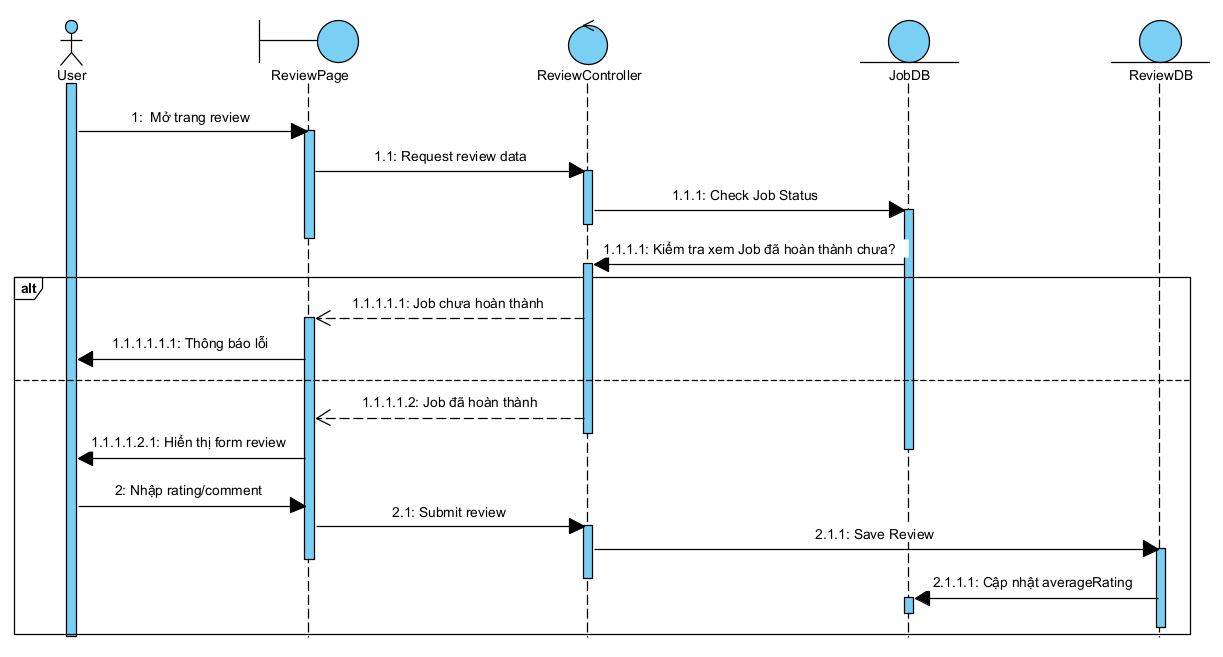 User
ReviewPage
ReviewController
JobDB
ReviewDB
1: Mở trang review
1.1: Request review data
1.1.1: Check Job Status
1.1.1.1: Kiểm tra xem Job đã hoàn thành chưa?
alt
1.1.1.1.1: Job chưa hoàn thành
1.1.1.1.1.1: Thông báo lỗi
1.1.1.1.2: Job đã hoàn thành
1.1.1.1.2.1: Hiển thị form review
2: Nhập rating/comment
2.1: Submit review
2.1.1: Save Review
2.1.1.1: Cập nhật averageRating